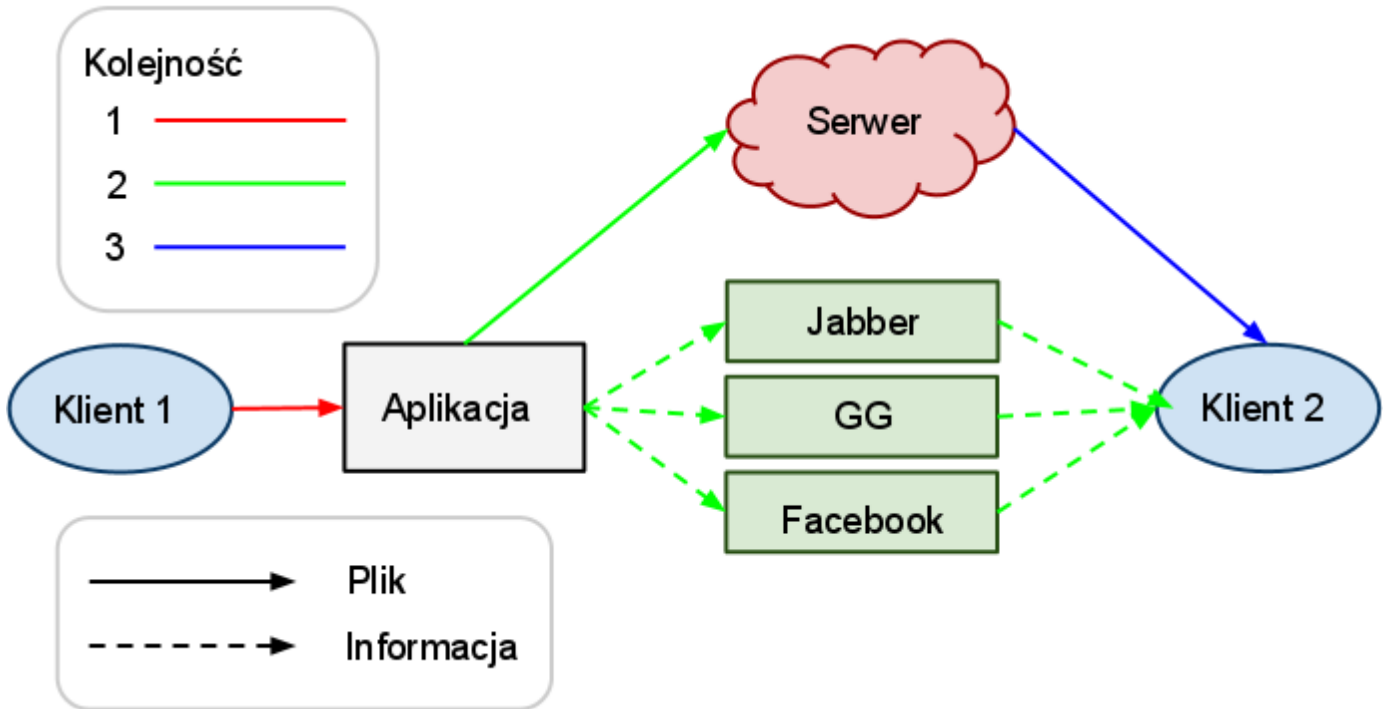 Kolejność
1
2
3
Serwer
Jabber
Klient 1
Aplikacja
GG
Klient 2
Facebook
Plik
Informacja